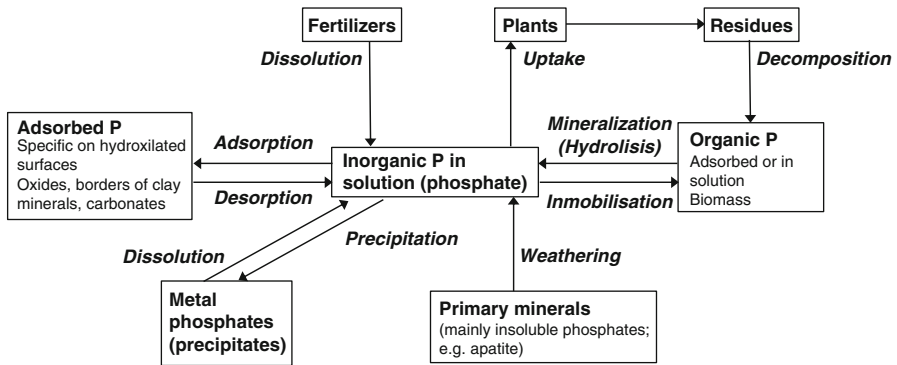 Fertilizers
Plants
Residues
Dissolution
Uptake
Decomposition
Adsorbed P
Specific on hydroxilated
surfaces
Oxides, borders of clay
minerals, carbonates
Adsorption
Desorption
Inorganic P in
solution (phosphate)
Mineralization
(Hydrolisis)
Inmobilisation
Organic P
Adsorbed or in
solution
Biomass
Dissolution
Precipitation
Weathering
Metal
phosphates
(precipitates)
Primary minerals
(mainly insoluble phosphates;
e.g. apatite)